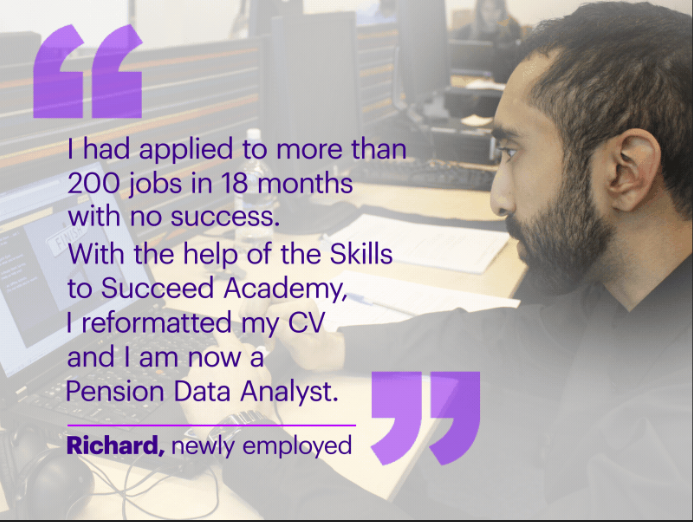 I had applied to more than
200 jobs in 18 months
with no success.
With the help of the Skills
to Succeed Academy,
I reformatted my CV
and I am now a
Pension Data Analyst.
Richard, newly employed